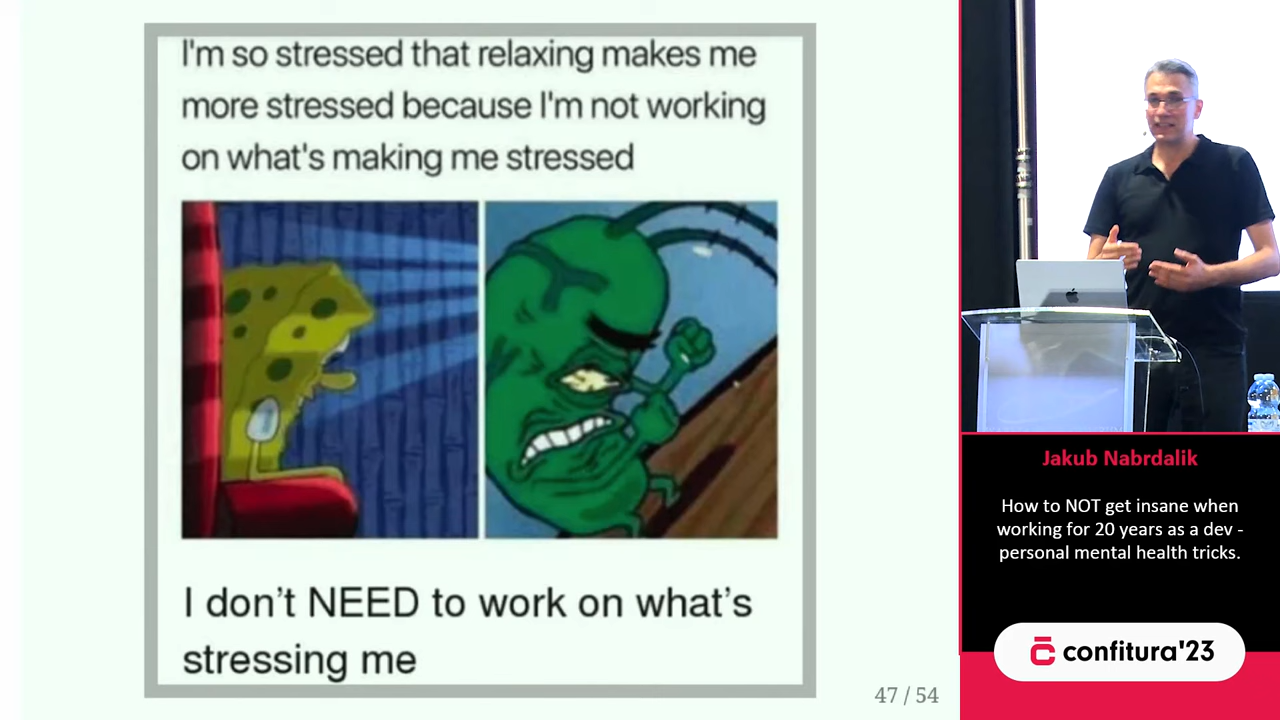 I'm so stressed that relaxing makes me
more stressed because I'm not working
on what's making me stressed
I don’t NEED to work on what’s
stressing me
47 / 54
Jakub Nabrdalik
How to NOT get insane when
working for 20 years as a dev -
personal mental health tricks.
confitura'23